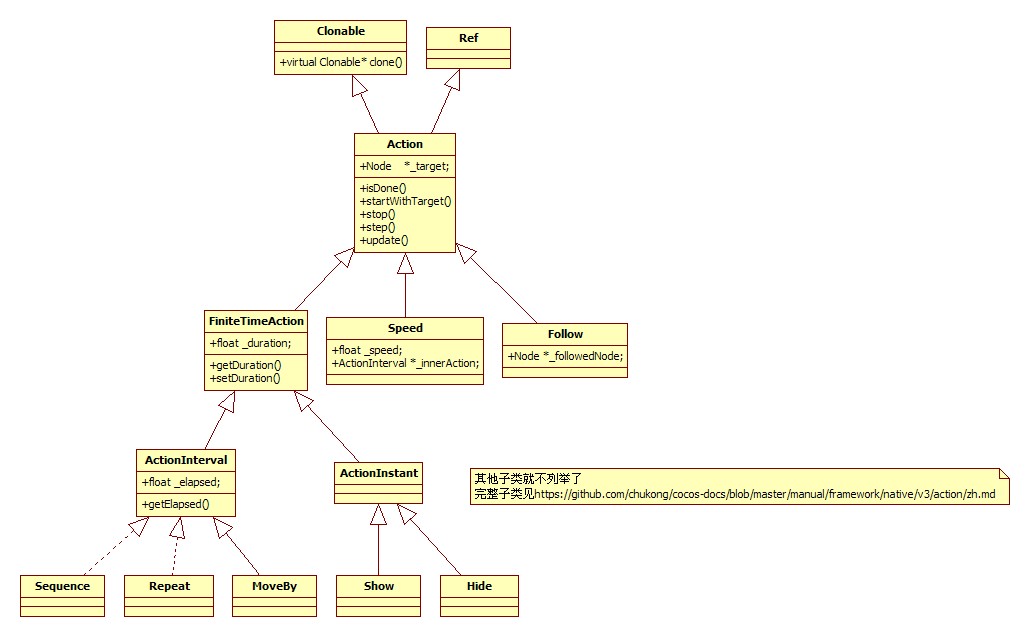 Clonable
+virtual Clonable* clone()
Ref
Action
+Node *_target;
+isDone()
+startWithTarget()
+stop()
+step()
+update()
FiniteTimeAction
+float _duration;
+getDuration()
+setDuration()
Speed
+float _speed;
+ActionInterval *_innerAction;
Follow
+Node *_followedNode;
ActionInterval
+float _elapsed;
+getElapsed()
ActionInstant
其他子类就不列举了
完整子类见https://github.com/chukong/cocos-docs/blob/master/manual/framework/native/v3/action/zh.md
Sequence
Repeat
MoveBy
Show
Hide